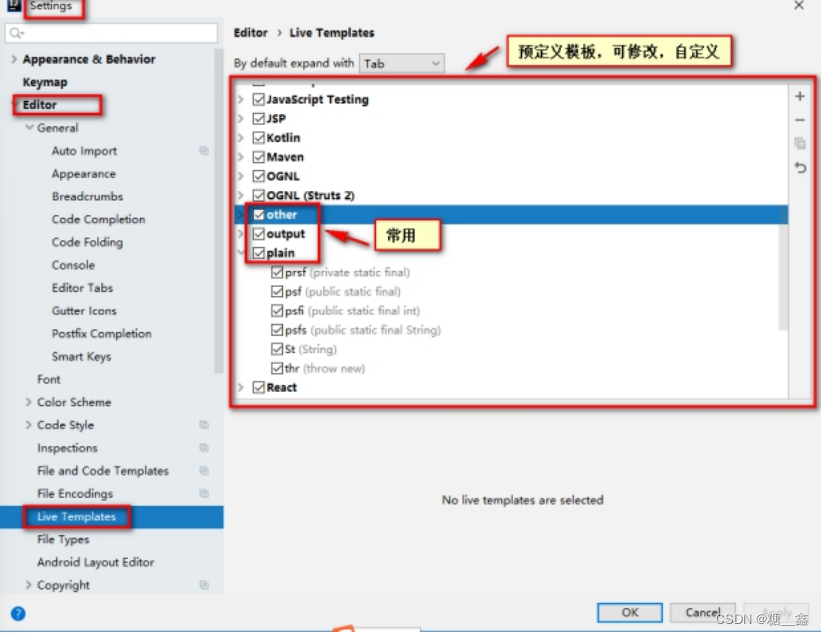 Settings
Appearance & Behavior
Keymap
Editor
General
Auto Import
Appearance
Breadcrumbs
Code Completion
Code Folding
Console
Editor Tabs
Gutter Icons
Postfix Completion
Smart Keys
Font
Color Scheme
Code Style
Inspections
File and Code Templates
File Encodings
Live Templates
File Types
Android Layout Editor
Copyright
Editor › Live Templates
By default expand with Tab
预定义模板，可修改，自定义
JavaScript Testing
JSP
Kotlin
Maven
OGNL
OGNL (Struts 2)
other
output
常用
plain
prsf (private static final)
psf (public static final)
psfi (public static final int)
psfs (public static final String)
St (String)
thr (throw new)
React
No live templates are selected
?
OK Cancel Apply
CSDN @糖__鑫